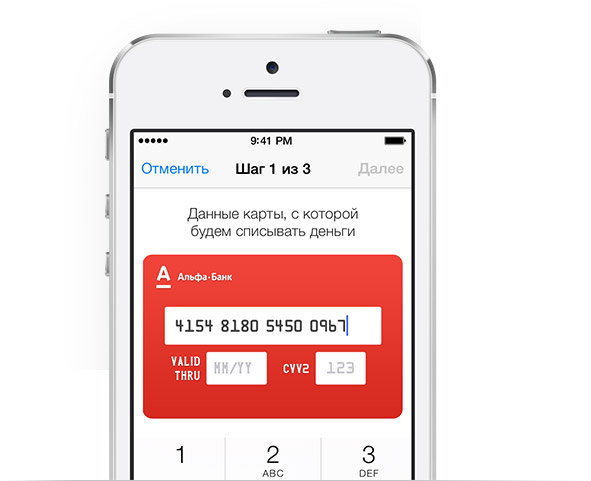 9:41 PM
Отменить Шаг 1 из 3 Далее
Данные карты, с которой
будем списывать деньги
А Альфа·Банк
4154 8180 5450 0967
VALID THRU MM/YY CVV2 123
1 2 3
ABC DEF